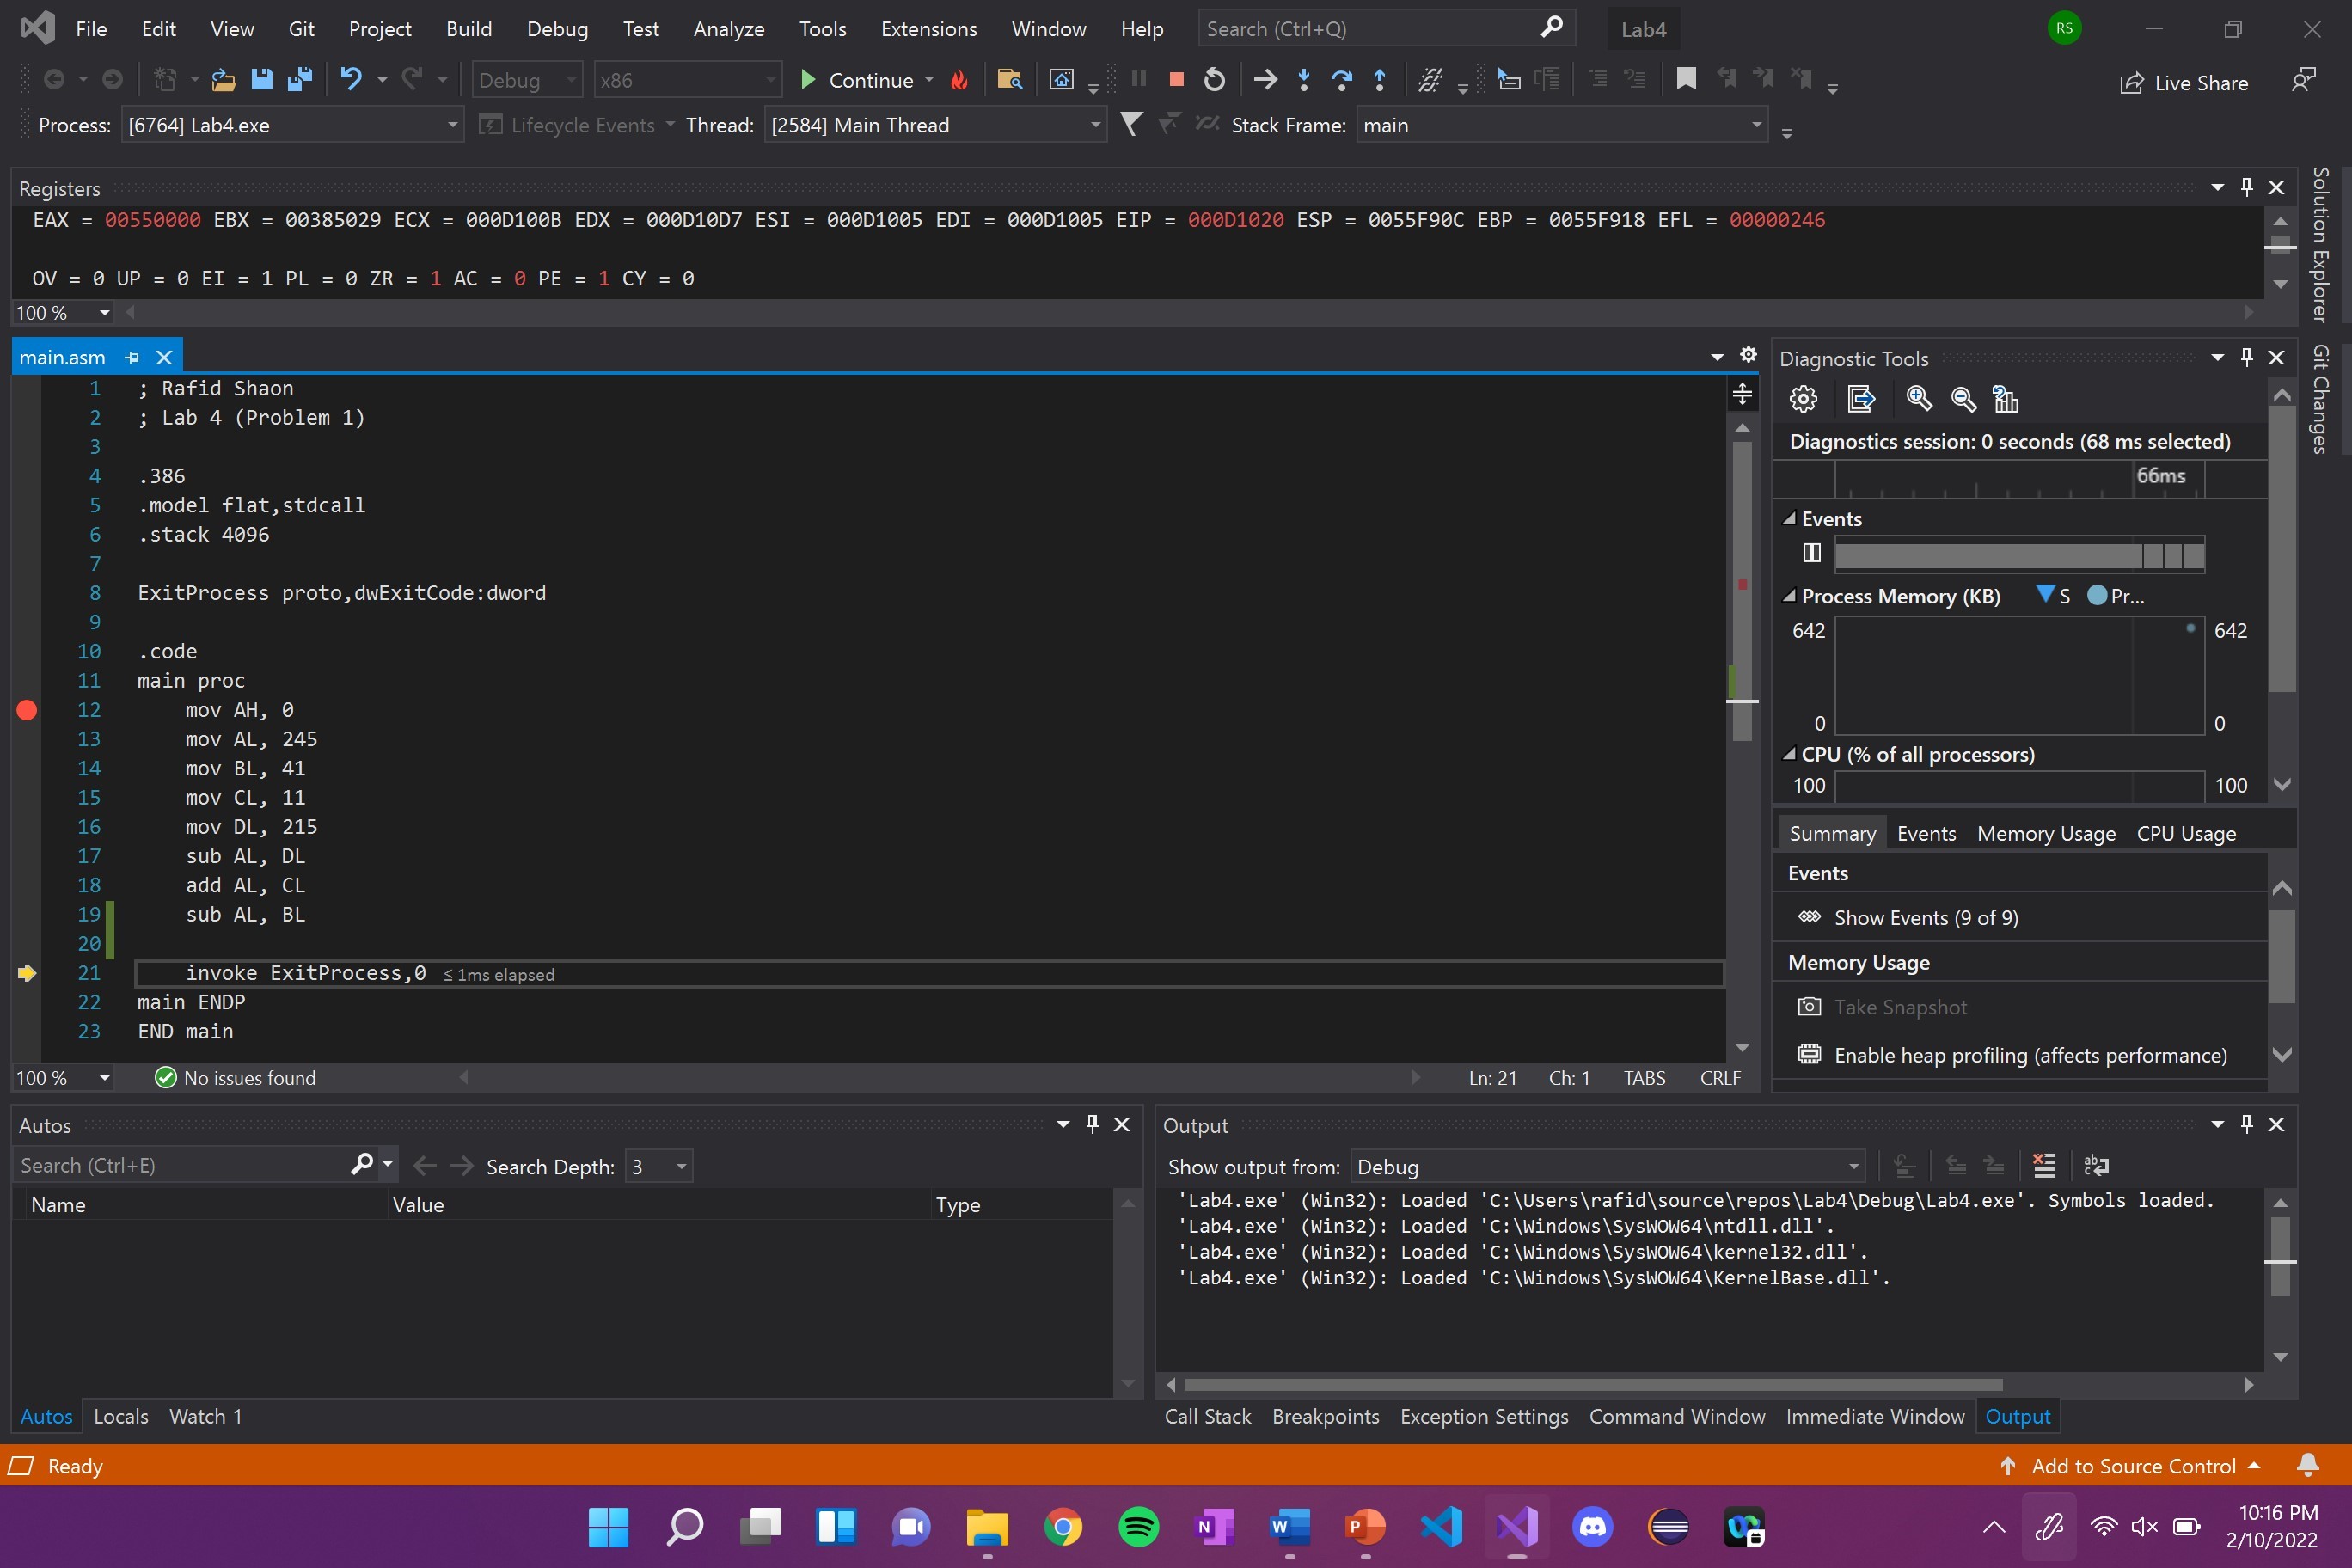 File Edit View Git Project Build Debug Test Analyze Tools Extensions Window Help Search (Ctrl+Q) Lab4 RS
Debug x86 Continue Live Share
Process: [6764] Lab4.exe Lifecycle Events Thread: [2584] Main Thread Stack Frame: main
Registers
EAX = 00550000 EBX = 00385029 ECX = 000D100B EDX = 000D10D7 ESI = 000D1005 EDI = 000D1005 EIP = 000D1020 ESP = 0055F90C EBP = 0055F918 EFL = 00000246
OV = 0 UP = 0 EI = 1 PL = 0 ZR = 1 AC = 0 PE = 1 CY = 0
100 %
Solution Explorer
Git Changes
main.asm
1 ; Rafid Shaon
2 ; Lab 4 (Problem 1)
3
4 .386
5 .model flat,stdcall
6 .stack 4096
7
8 ExitProcess proto,dwExitCode:dword
9
10 .code
11 main proc
12 mov AH, 0
13 mov AL, 245
14 mov BL, 41
15 mov CL, 11
16 mov DL, 215
17 sub AL, DL
18 add AL, CL
19 sub AL, BL
20
21 invoke ExitProcess,0 ≤ 1ms elapsed
22 main ENDP
23 END main
100 % No issues found Ln: 21 Ch: 1 TABS CRLF
Diagnostic Tools
Diagnostics session: 0 seconds (68 ms selected)
66ms
Events
Process Memory (KB) S Pr...
642 642
0 0
CPU (% of all processors)
100 100
Summary Events Memory Usage CPU Usage
Events
Show Events (9 of 9)
Memory Usage
Take Snapshot
Enable heap profiling (affects performance)
Autos
Search (Ctrl+E) Search Depth: 3
Name Value Type
Autos Locals Watch 1
Output
Show output from: Debug
'Lab4.exe' (Win32): Loaded 'C:\Users\rafid\source\repos\Lab4\Debug\Lab4.exe'. Symbols loaded.
'Lab4.exe' (Win32): Loaded 'C:\Windows\SysWOW64\ntdll.dll'.
'Lab4.exe' (Win32): Loaded 'C:\Windows\SysWOW64\kernel32.dll'.
'Lab4.exe' (Win32): Loaded 'C:\Windows\SysWOW64\KernelBase.dll'.
Call Stack Breakpoints Exception Settings Command Window Immediate Window Output
Ready Add to Source Control
10:16 PM
2/10/2022